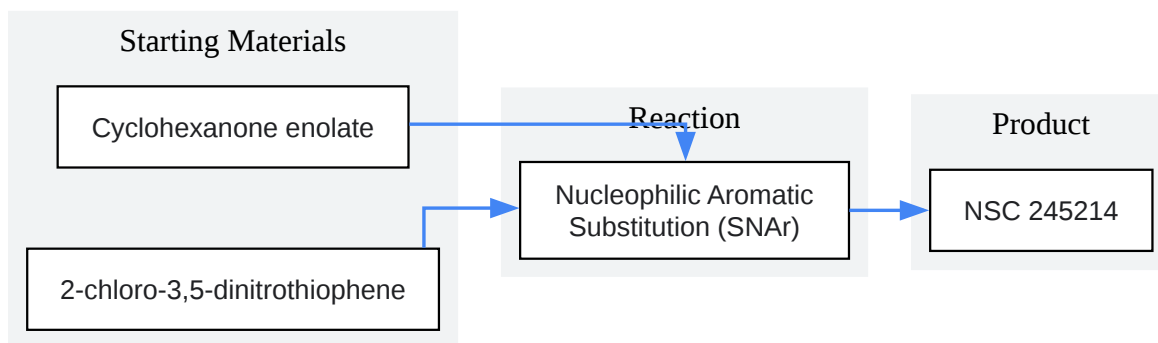 Starting Materials
Cyclohexanone enolate
2-chloro-3,5-dinitrothiophene
Reaction
Nucleophilic Aromatic
Substitution (SNAr)
Product
NSC 245214